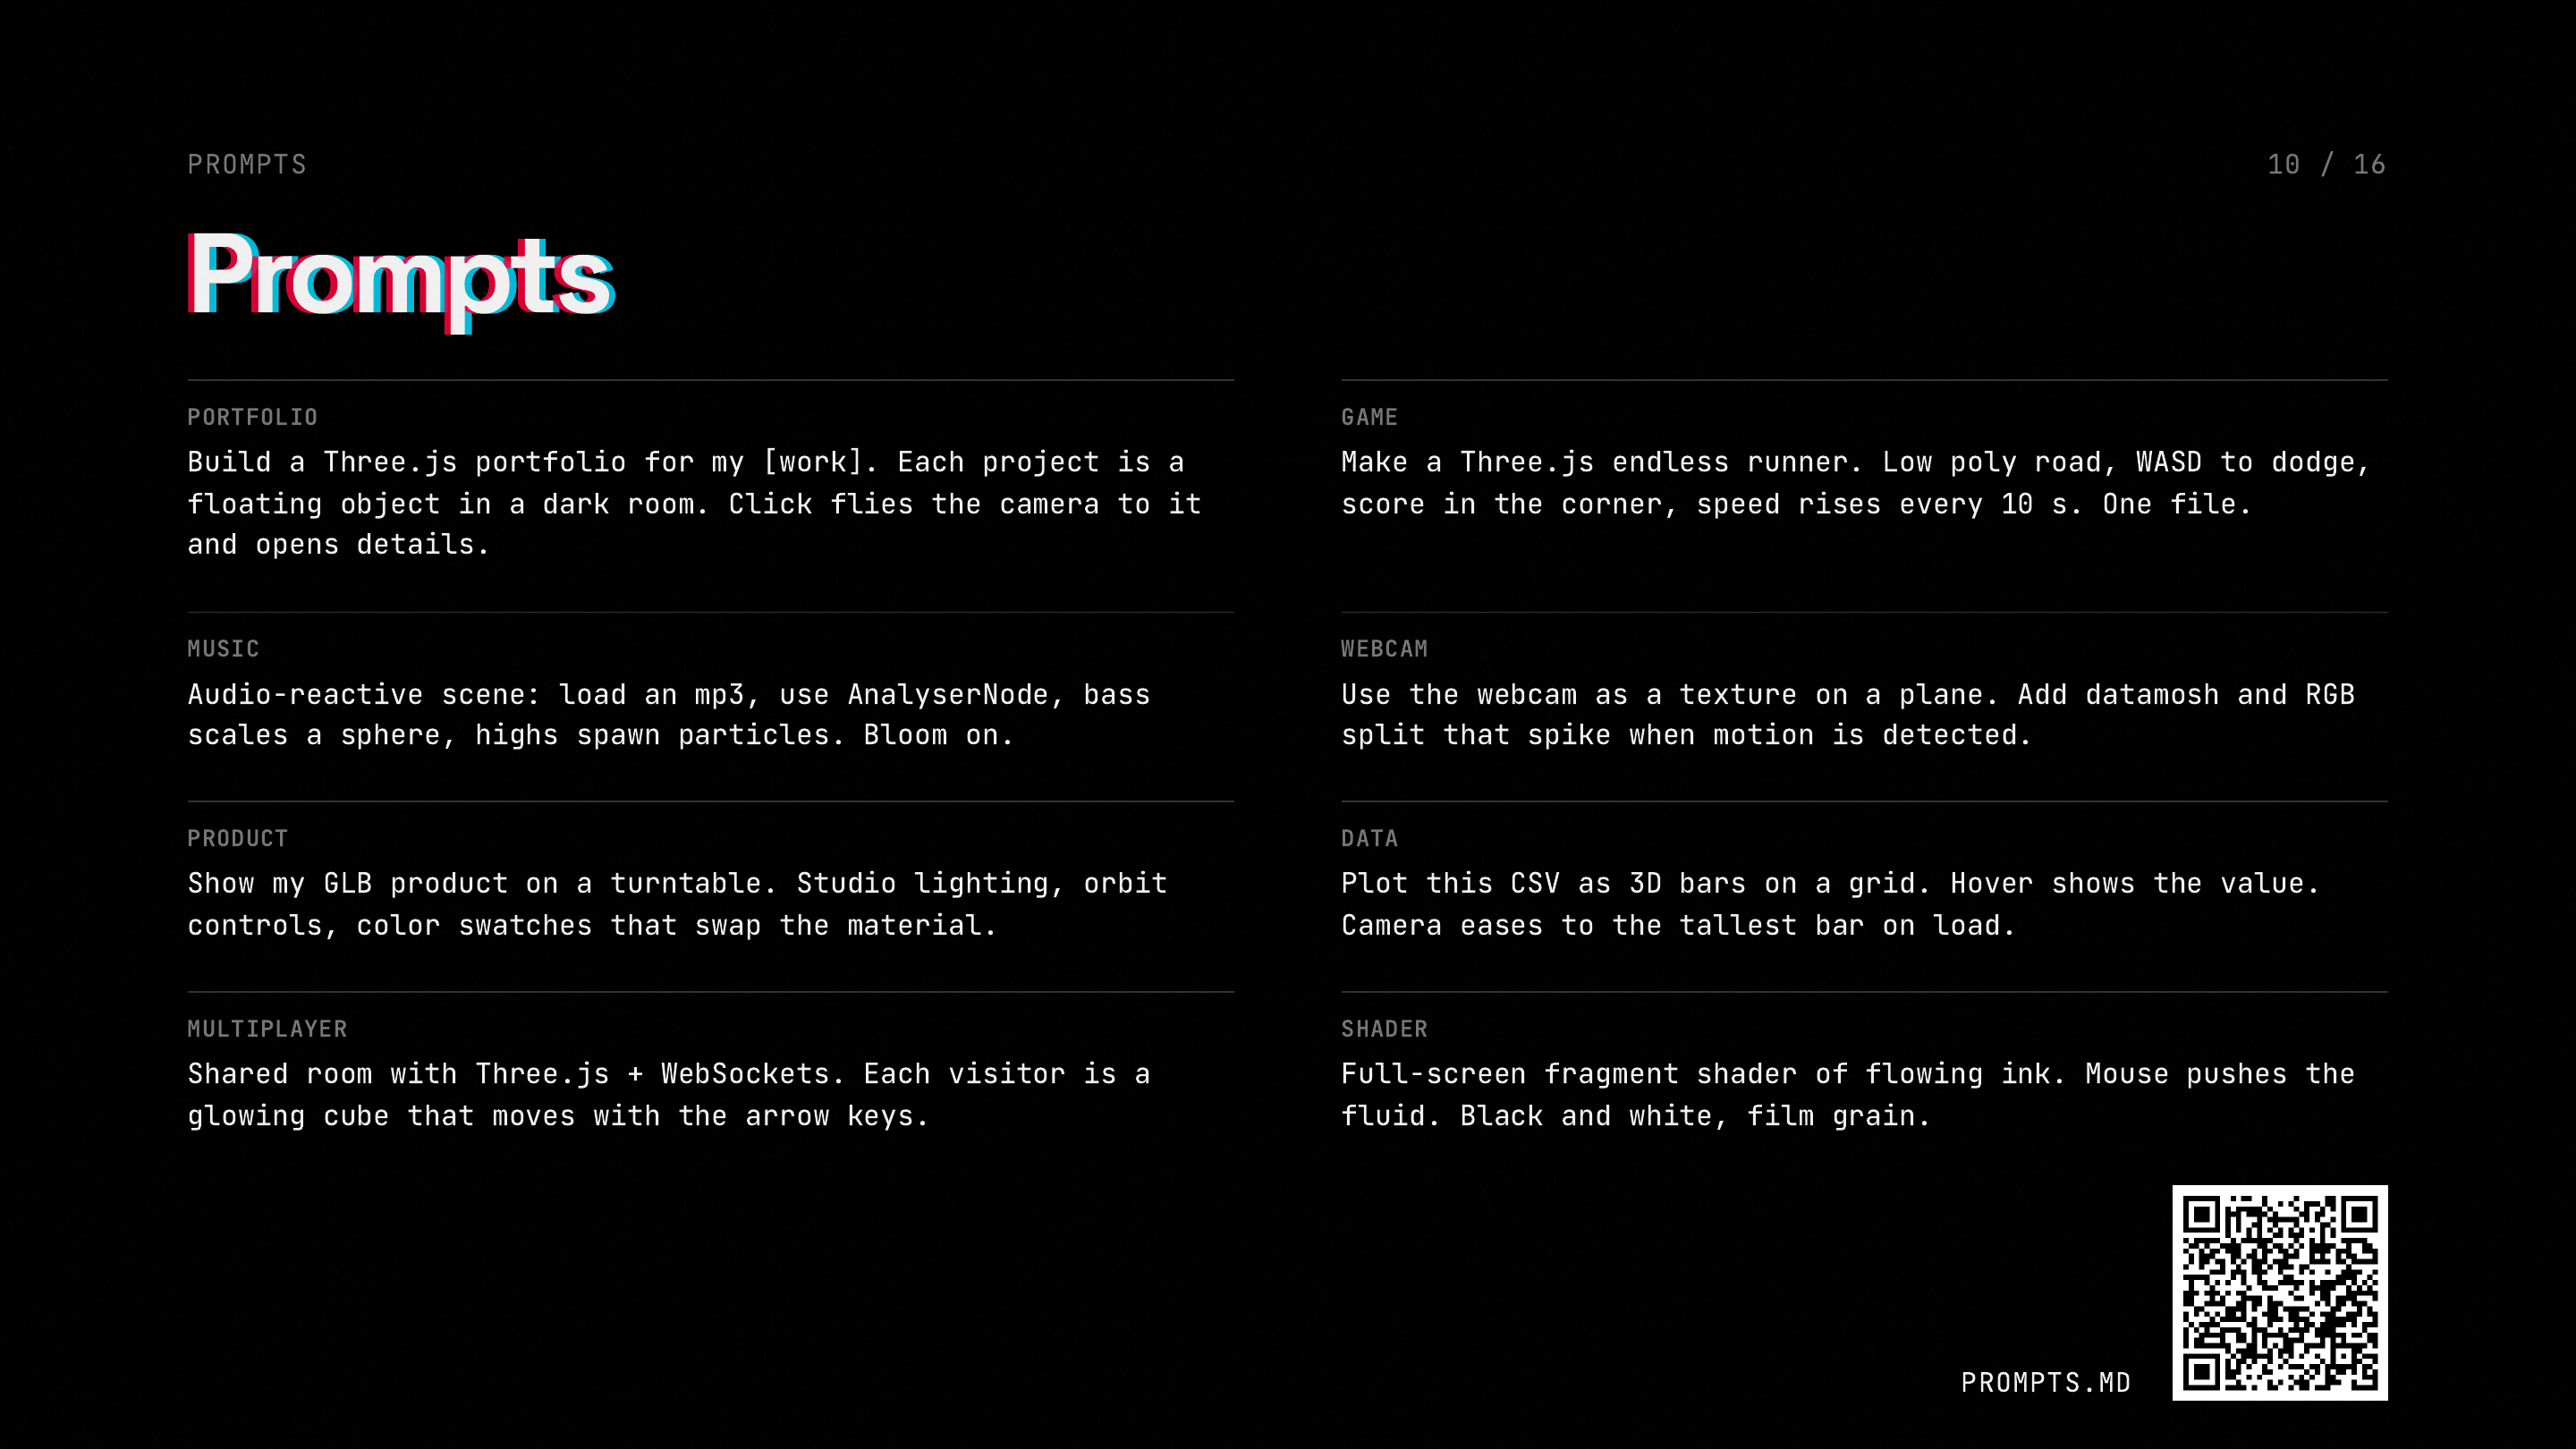 PROMPTS
10 / 16
Prompts
PORTFOLIO
Build a Three.js portfolio for my [work]. Each project is a
floating object in a dark room. Click flies the camera to it
and opens details.
GAME
Make a Three.js endless runner. Low poly road, WASD to dodge,
score in the corner, speed rises every 10 s. One file.
MUSIC
Audio-reactive scene: load an mp3, use AnalyserNode, bass
scales a sphere, highs spawn particles. Bloom on.
WEBCAM
Use the webcam as a texture on a plane. Add datamosh and RGB
split that spike when motion is detected.
PRODUCT
Show my GLB product on a turntable. Studio lighting, orbit
controls, color swatches that swap the material.
DATA
Plot this CSV as 3D bars on a grid. Hover shows the value.
Camera eases to the tallest bar on load.
MULTIPLAYER
Shared room with Three.js + WebSockets. Each visitor is a
glowing cube that moves with the arrow keys.
SHADER
Full-screen fragment shader of flowing ink. Mouse pushes the
fluid. Black and white, film grain.
PROMPTS.MD